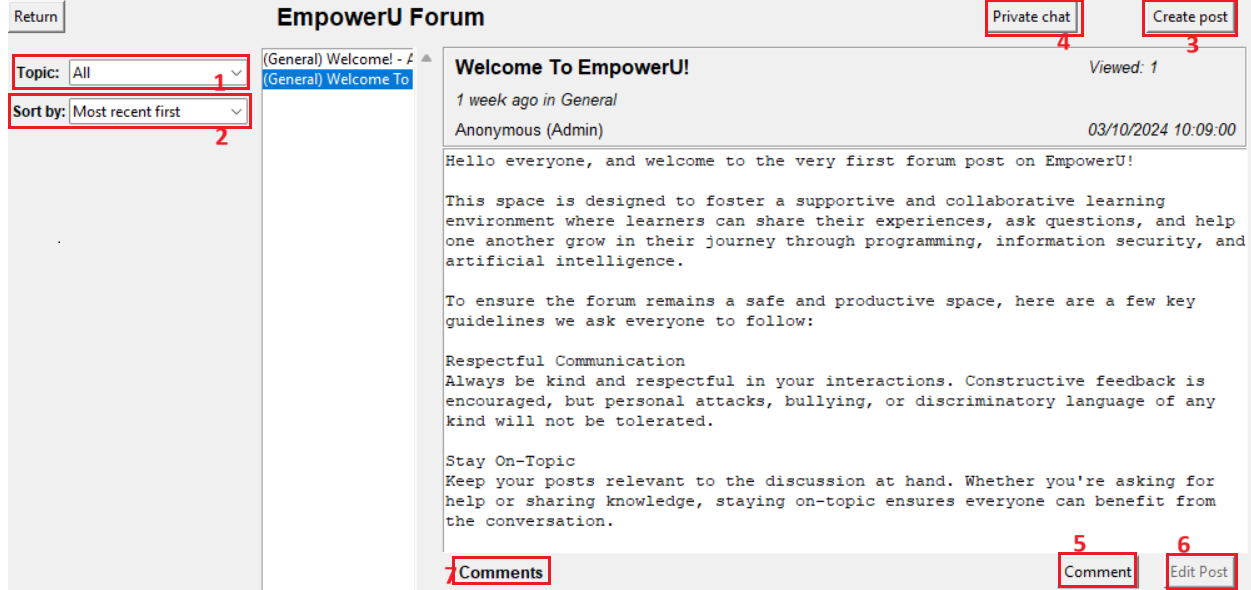 Return
EmpowerU Forum
Private chat
4
Create post
3
Topic: All
1
Sort by: Most recent first
2
(General) Welcome! - A
(General) Welcome To
Welcome To EmpowerU!
Viewed: 1
1 week ago in General
Anonymous (Admin)
03/10/2024 10:09:00
Hello everyone, and welcome to the very first forum post on EmpowerU!
This space is designed to foster a supportive and collaborative learning
environment where learners can share their experiences, ask questions, and help
one another grow in their journey through programming, information security, and
artificial intelligence.
To ensure the forum remains a safe and productive space, here are a few key
guidelines we ask everyone to follow:
Respectful Communication
Always be kind and respectful in your interactions. Constructive feedback is
encouraged, but personal attacks, bullying, or discriminatory language of any
kind will not be tolerated.
Stay On-Topic
Keep your posts relevant to the discussion at hand. Whether you're asking for
help or sharing knowledge, staying on-topic ensures everyone can benefit from
the conversation.
7
Comments
5
Comment
6
Edit Post